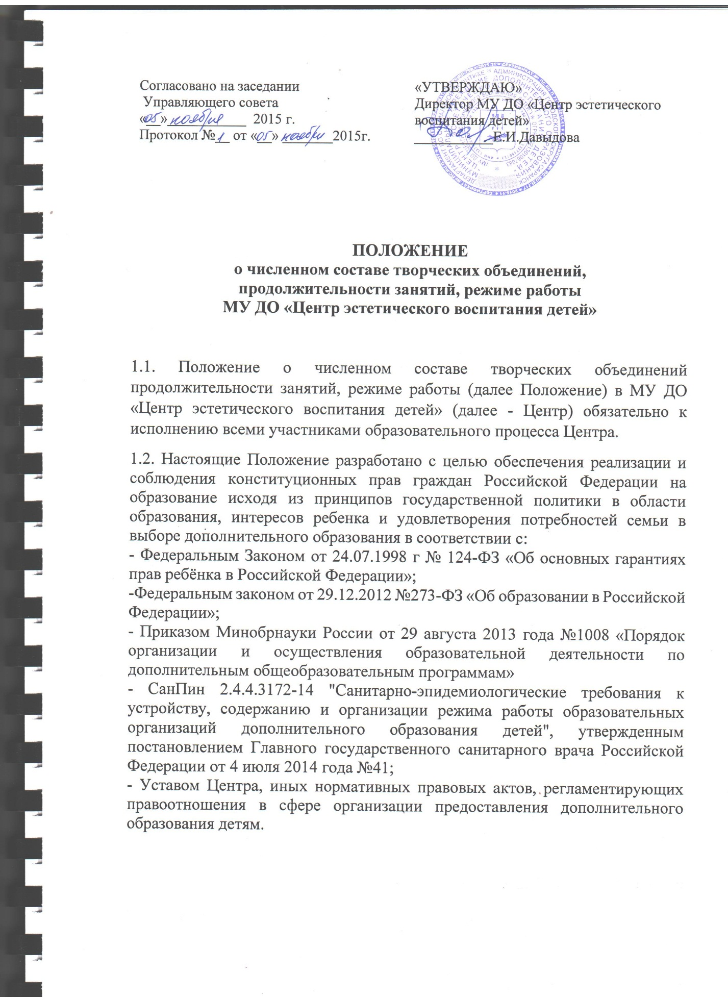 Согласовано на заседании
Управляющего совета
«05» ноября 2015 г.
Протокол № 1 от «05» ноября 2015г.
«УТВЕРЖДАЮ»
Директор МУ ДО «Центр эстетического
воспитания детей»
Е.И.Давыдова
ПОЛОЖЕНИЕ
о численном составе творческих объединений,
продолжительности занятий, режиме работы
МУ ДО «Центр эстетического воспитания детей»
1.1. Положение о численном составе творческих объединений
продолжительности занятий, режиме работы (далее Положение) в МУ ДО
«Центр эстетического воспитания детей» (далее - Центр) обязательно к
исполнению всеми участниками образовательного процесса Центра.
1.2. Настоящие Положение разработано с целью обеспечения реализации и
соблюдения конституционных прав граждан Российской Федерации на
образование исходя из принципов государственной политики в области
образования, интересов ребенка и удовлетворения потребностей семьи в
выборе дополнительного образования в соответствии с:
- Федеральным Законом от 24.07.1998 г № 124-ФЗ «Об основных гарантиях
прав ребёнка в Российской Федерации»;
-Федеральным законом от 29.12.2012 №273-ФЗ «Об образовании в Российской
Федерации»;
- Приказом Минобрнауки России от 29 августа 2013 года №1008 «Порядок
организации и осуществления образовательной деятельности по
дополнительным общеобразовательным программам»
- СанПин 2.4.4.3172-14 "Санитарно-эпидемиологические требования к
устройству, содержанию и организации режима работы образовательных
организаций дополнительного образования детей", утвержденным
постановлением Главного государственного санитарного врача Российской
Федерации от 4 июля 2014 года №41;
- Уставом Центра, иных нормативных правовых актов, регламентирующих
правоотношения в сфере организации предоставления дополнительного
образования детям.